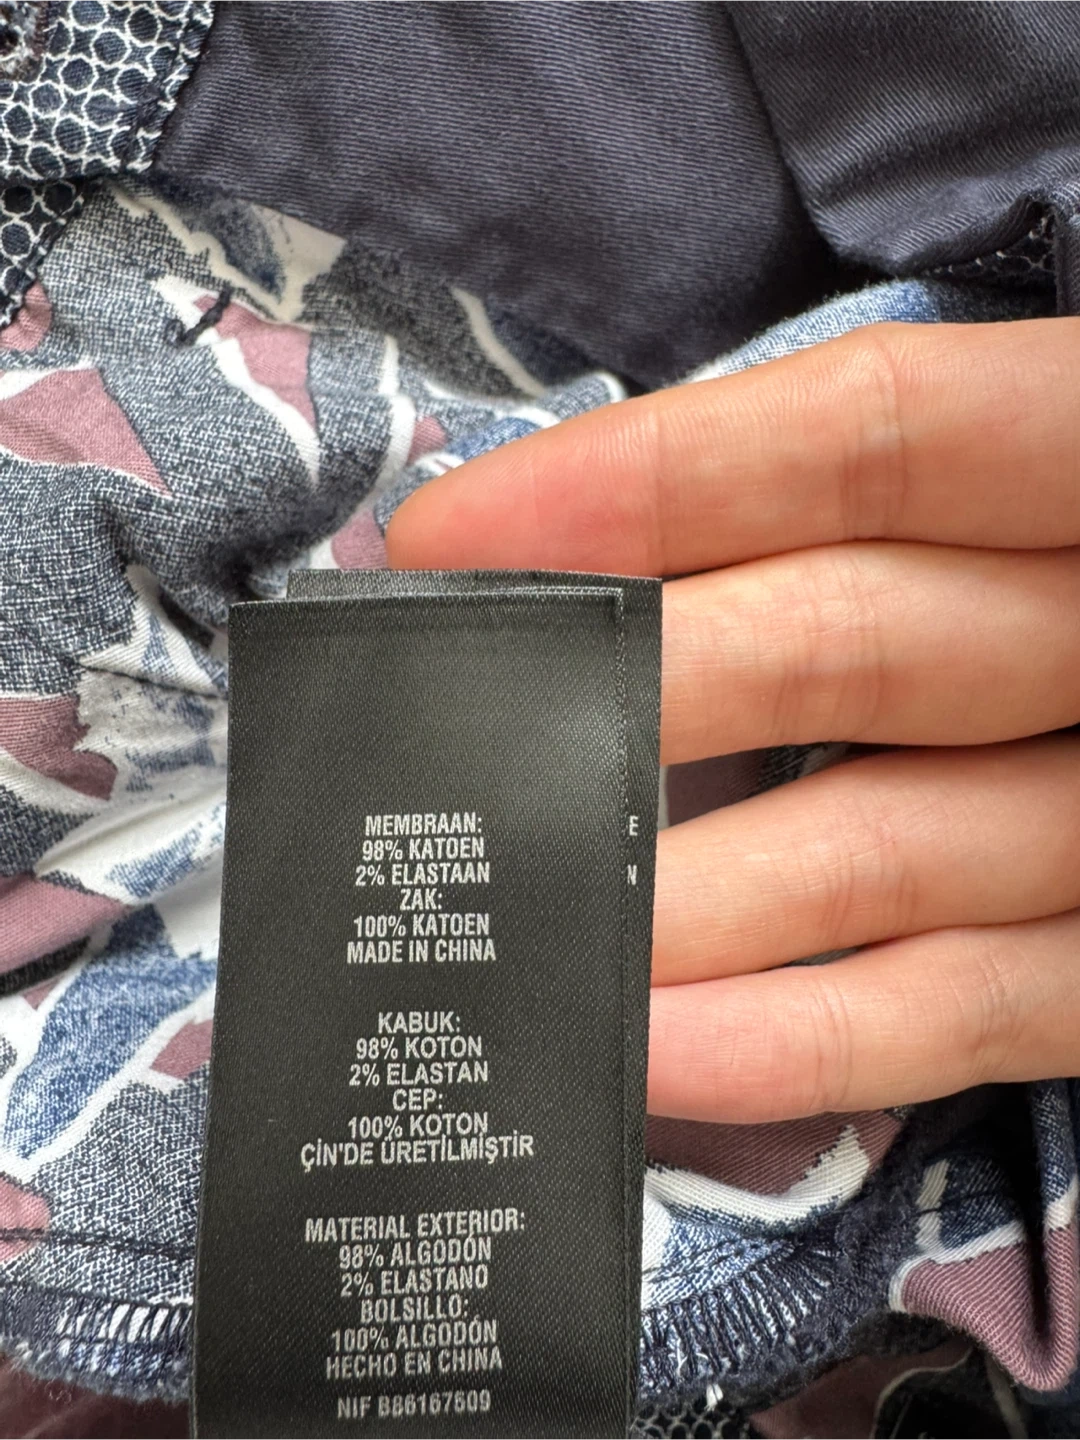 MEMBRAAN:
98% KATOEN
2% ELASTAAN
ZAK:
100% KATOEN
MADE IN CHINA
KABUK:
98% KOTON
2% ELASTAN
CEP:
100% KOTON
ÇİN'DE ÜRETİLMİŞTİR
MATERIAL EXTERIOR:
98% ALGODÓN
2% ELASTANO
BOLSILLO:
100% ALGODÓN
HECHO EN CHINA
NIF B86167509
E
N